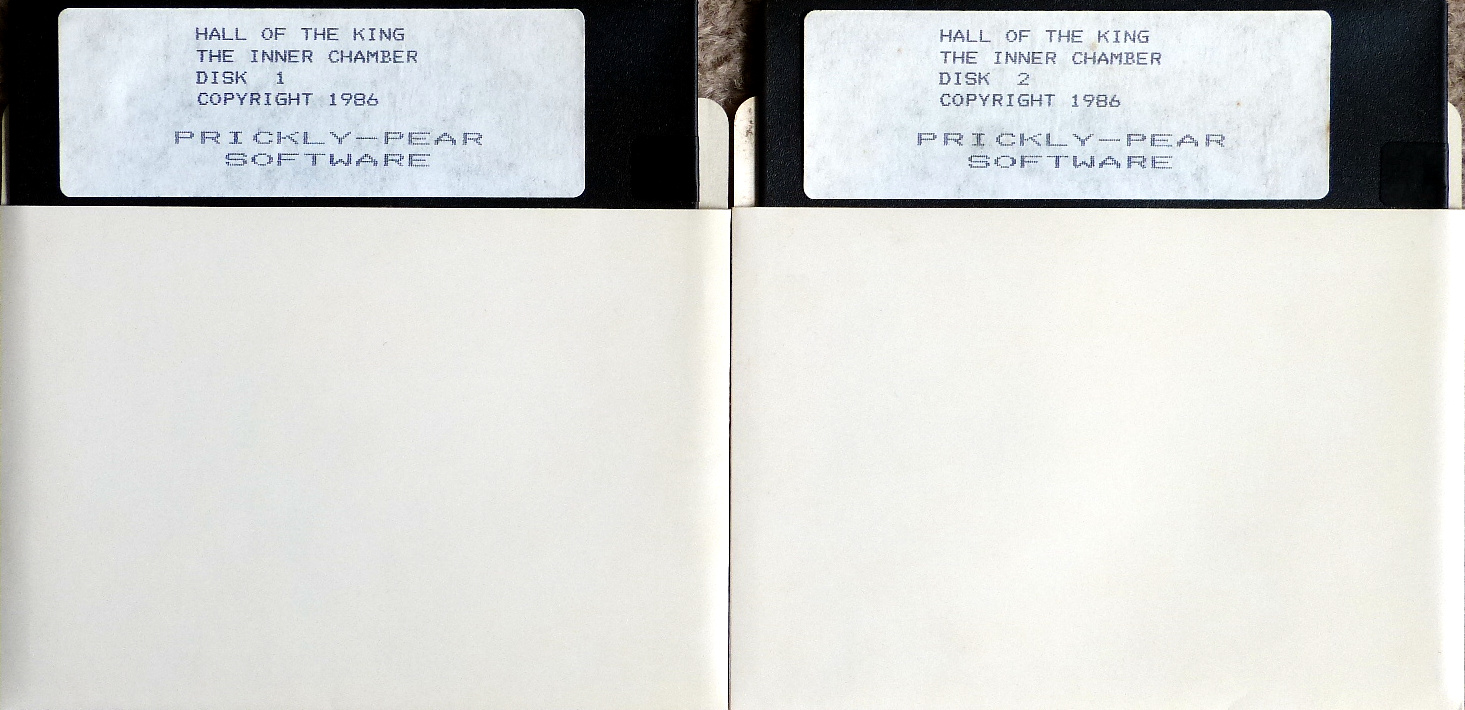 HALL OF THE KING
THE INNER CHAMBER
DISK 1
COPYRIGHT 1986
PRICKLY-PEAR
SOFTWARE
HALL OF THE KING
THE INNER CHAMBER
DISK 2
COPYRIGHT 1986
PRICKLY-PEAR
SOFTWARE